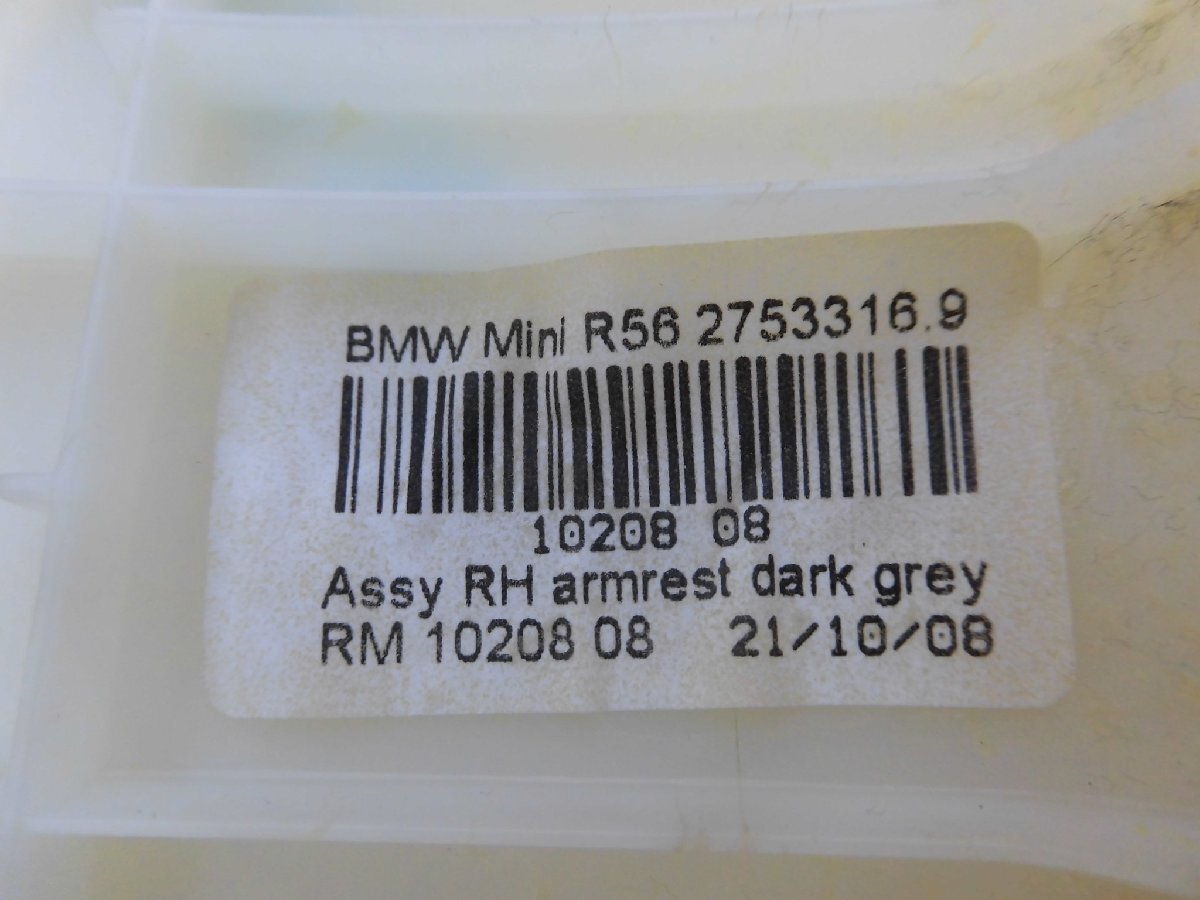 BMW Mini R56 2753316.9
10208 08
Assy RH armrest dark grey
RM 10208 08 21/10/08